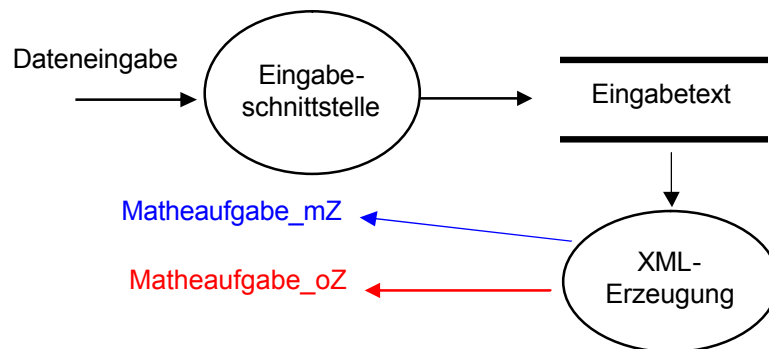 Dateneingabe
Eingabe-
schnittstelle
Eingabetext
Matheaufgabe_mZ
Matheaufgabe_oZ
XML-
Erzeugung